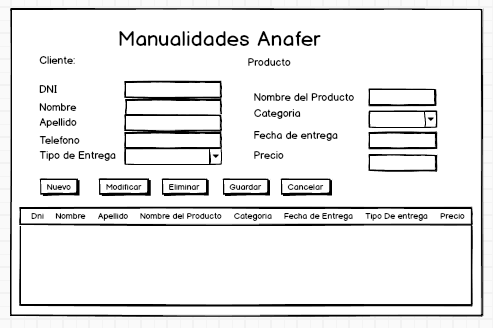 Manualidades Anafer
Cliente:
Producto
DNI
Nombre
Apellido
Telefono
Tipo de Entrega
Nombre del Producto
Categoria
Fecha de entrega
Precio
Nuevo Modificar Eliminar Guardar Cancelar
Dni Nombre Apellido Nombre del Producto Categoria Fecha de Entrega Tipo De entrega Precio